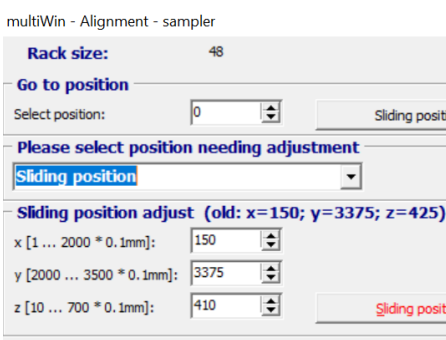 multiWin - Alignment - sampler
Rack size: 48
Go to position
Select position: 0 Sliding positi
Please select position needing adjustment
Sliding position
Sliding position adjust (old: x=150; y=3375; z=425)
x [1 ... 2000 * 0.1mm]: 150
y [2000 ... 3500 * 0.1mm]: 3375
z [10 ... 700 * 0.1mm]: 410 Sliding posit